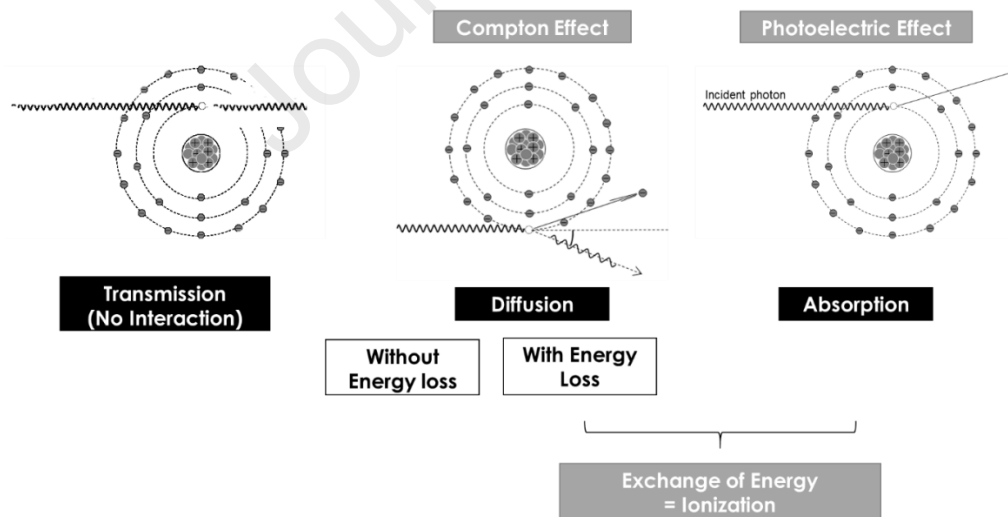 Jour
Compton Effect
Photoelectric Effect
Incident photon
Transmission
(No Interaction)
Diffusion
Absorption
Without
Energy loss
With Energy
Loss
Exchange of Energy
= Ionization